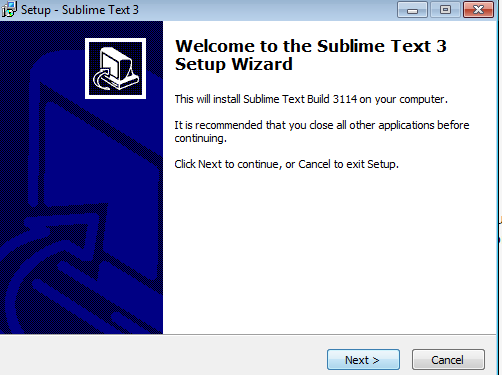 Setup - Sublime Text 3
Welcome to the Sublime Text 3
Setup Wizard
This will install Sublime Text Build 3114 on your computer.
It is recommended that you close all other applications before
continuing.
Click Next to continue, or Cancel to exit Setup.
Next >
Cancel